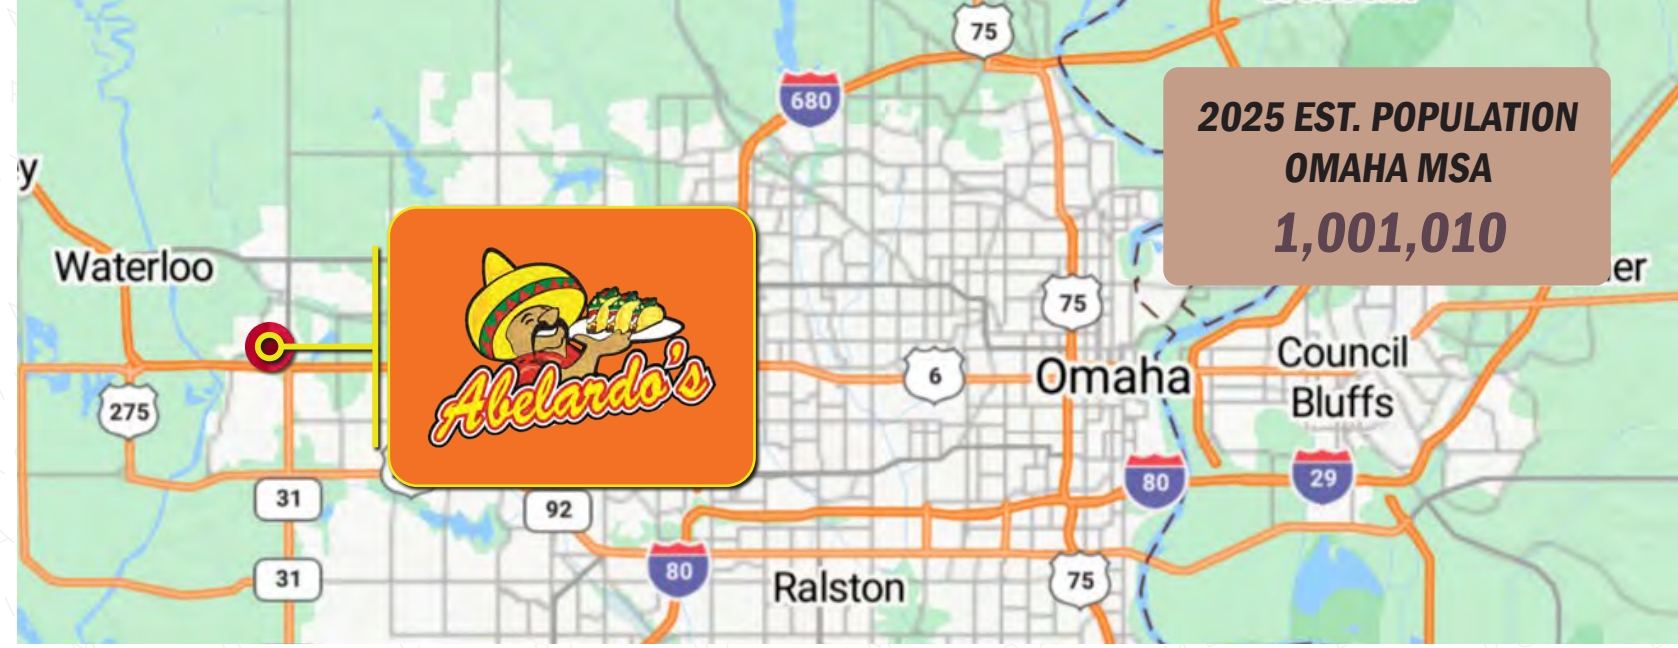 75
680
2025 EST. POPULATION
OMAHA MSA
1,001,010
y
Waterloo
er
75
Abelardo's
6
Omaha
Council
Bluffs
275
31
92
80
29
31
80
Ralston
75